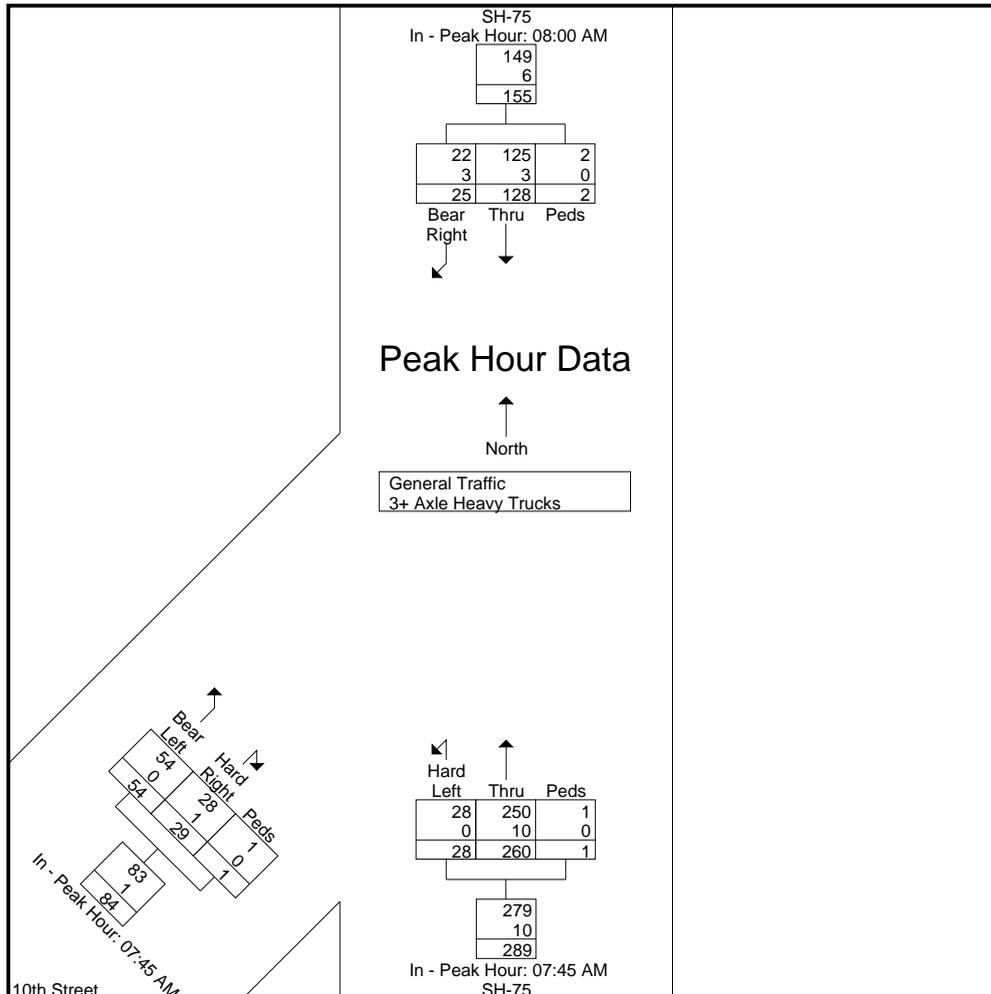 SH-75
In - Peak Hour: 08:00 AM
149
6
155
22 125 2
3 3 0
25 128 2
Bear Thru Peds
Right
Peak Hour Data
North
General Traffic
3+ Axle Heavy Trucks
Bear
Left
Hard
Right
Peds
54 28 1
0 1 0
54 29 1
83
1
84
In - Peak Hour: 07:45 AM
10th Street
Hard
Left Thru Peds
28 250 1
0 10 0
28 260 1
279
10
289
In - Peak Hour: 07:45 AM
SH-75